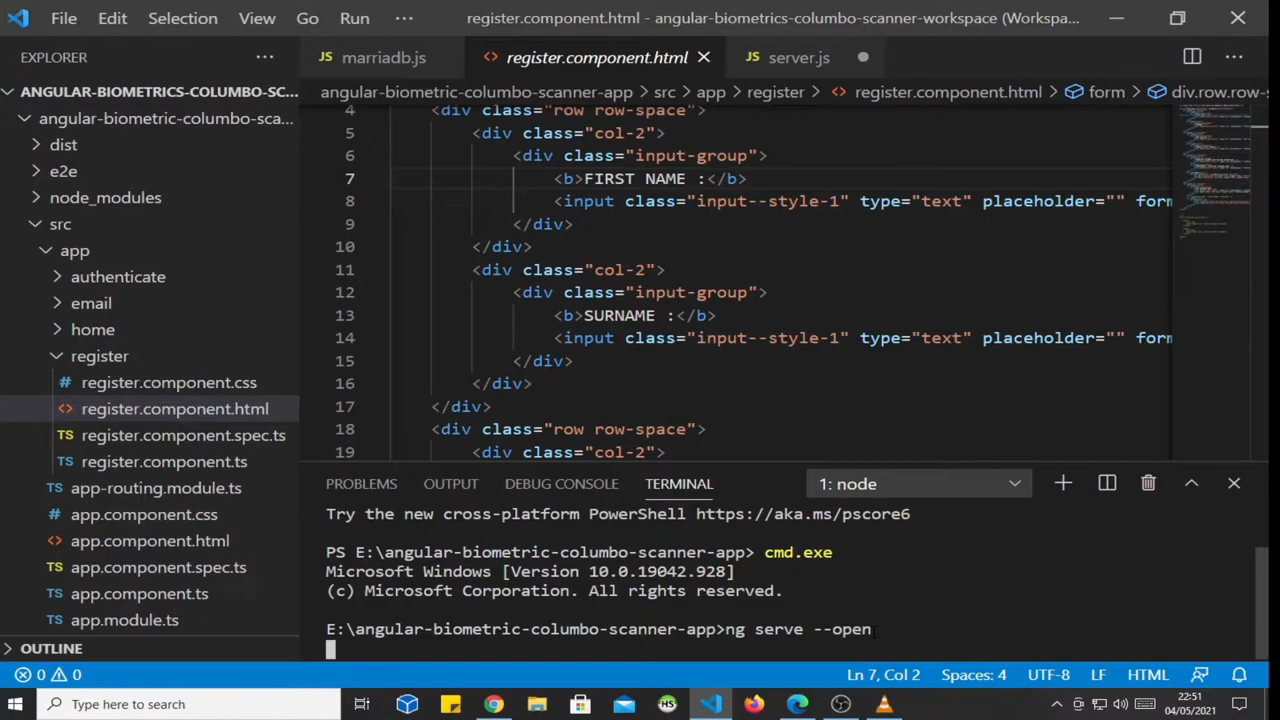 File Edit Selection View Go Run ··· register.component.html - angular-biometrics-columbo-scanner-workspace (Workspa...
EXPLORER ···
JS marriadb.js <> register.component.html JS server.js ···
ANGULAR-BIOMETRICS-COLUMBO-SC...
angular-biometric-columbo-sca...
dist
e2e
node_modules
src
app
authenticate
email
home
register
# register.component.css
<> register.component.html
TS register.component.spec.ts
TS register.component.ts
TS app-routing.module.ts
# app.component.css
<> app.component.html
TS app.component.spec.ts
TS app.component.ts
TS app.module.ts
OUTLINE
angular-biometric-columbo-scanner-app > src > app > register > <> register.component.html > form > div.row.row-s
4 <div class="row row-space">
5 <div class="col-2">
6 <div class="input-group">
7 <b>FIRST NAME :</b>
8 <input class="input--style-1" type="text" placeholder="" form
9 </div>
10 </div>
11 <div class="col-2">
12 <div class="input-group">
13 <b>SURNAME :</b>
14 <input class="input--style-1" type="text" placeholder="" form
15 </div>
16 </div>
17 </div>
18 <div class="row row-space">
19 <div class="col-2">
PROBLEMS OUTPUT DEBUG CONSOLE TERMINAL 1: node
Try the new cross-platform PowerShell https://aka.ms/pscore6
PS E:\angular-biometric-columbo-scanner-app> cmd.exe
Microsoft Windows [Version 10.0.19042.928]
(c) Microsoft Corporation. All rights reserved.
E:\angular-biometric-columbo-scanner-app>ng serve --open
0 0 Ln 7, Col 2 Spaces: 4 UTF-8 LF HTML
Type here to search HS 22:51
04/05/2021